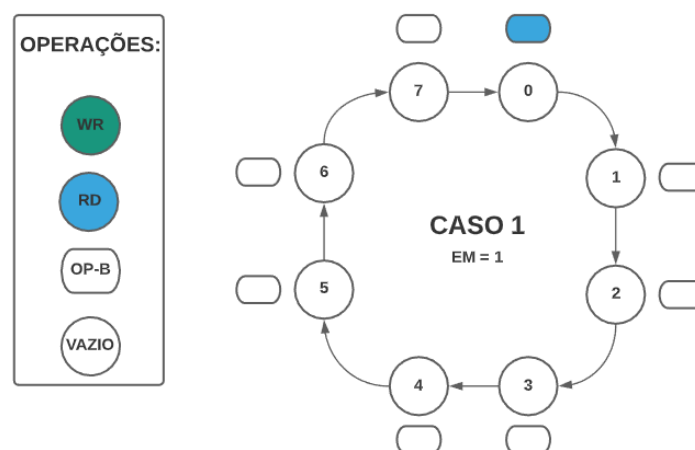 OPERAÇÕES:
WR
RD
OP-B
VAZIO
7
0
6
1
CASO 1
EM = 1
5
2
4
3